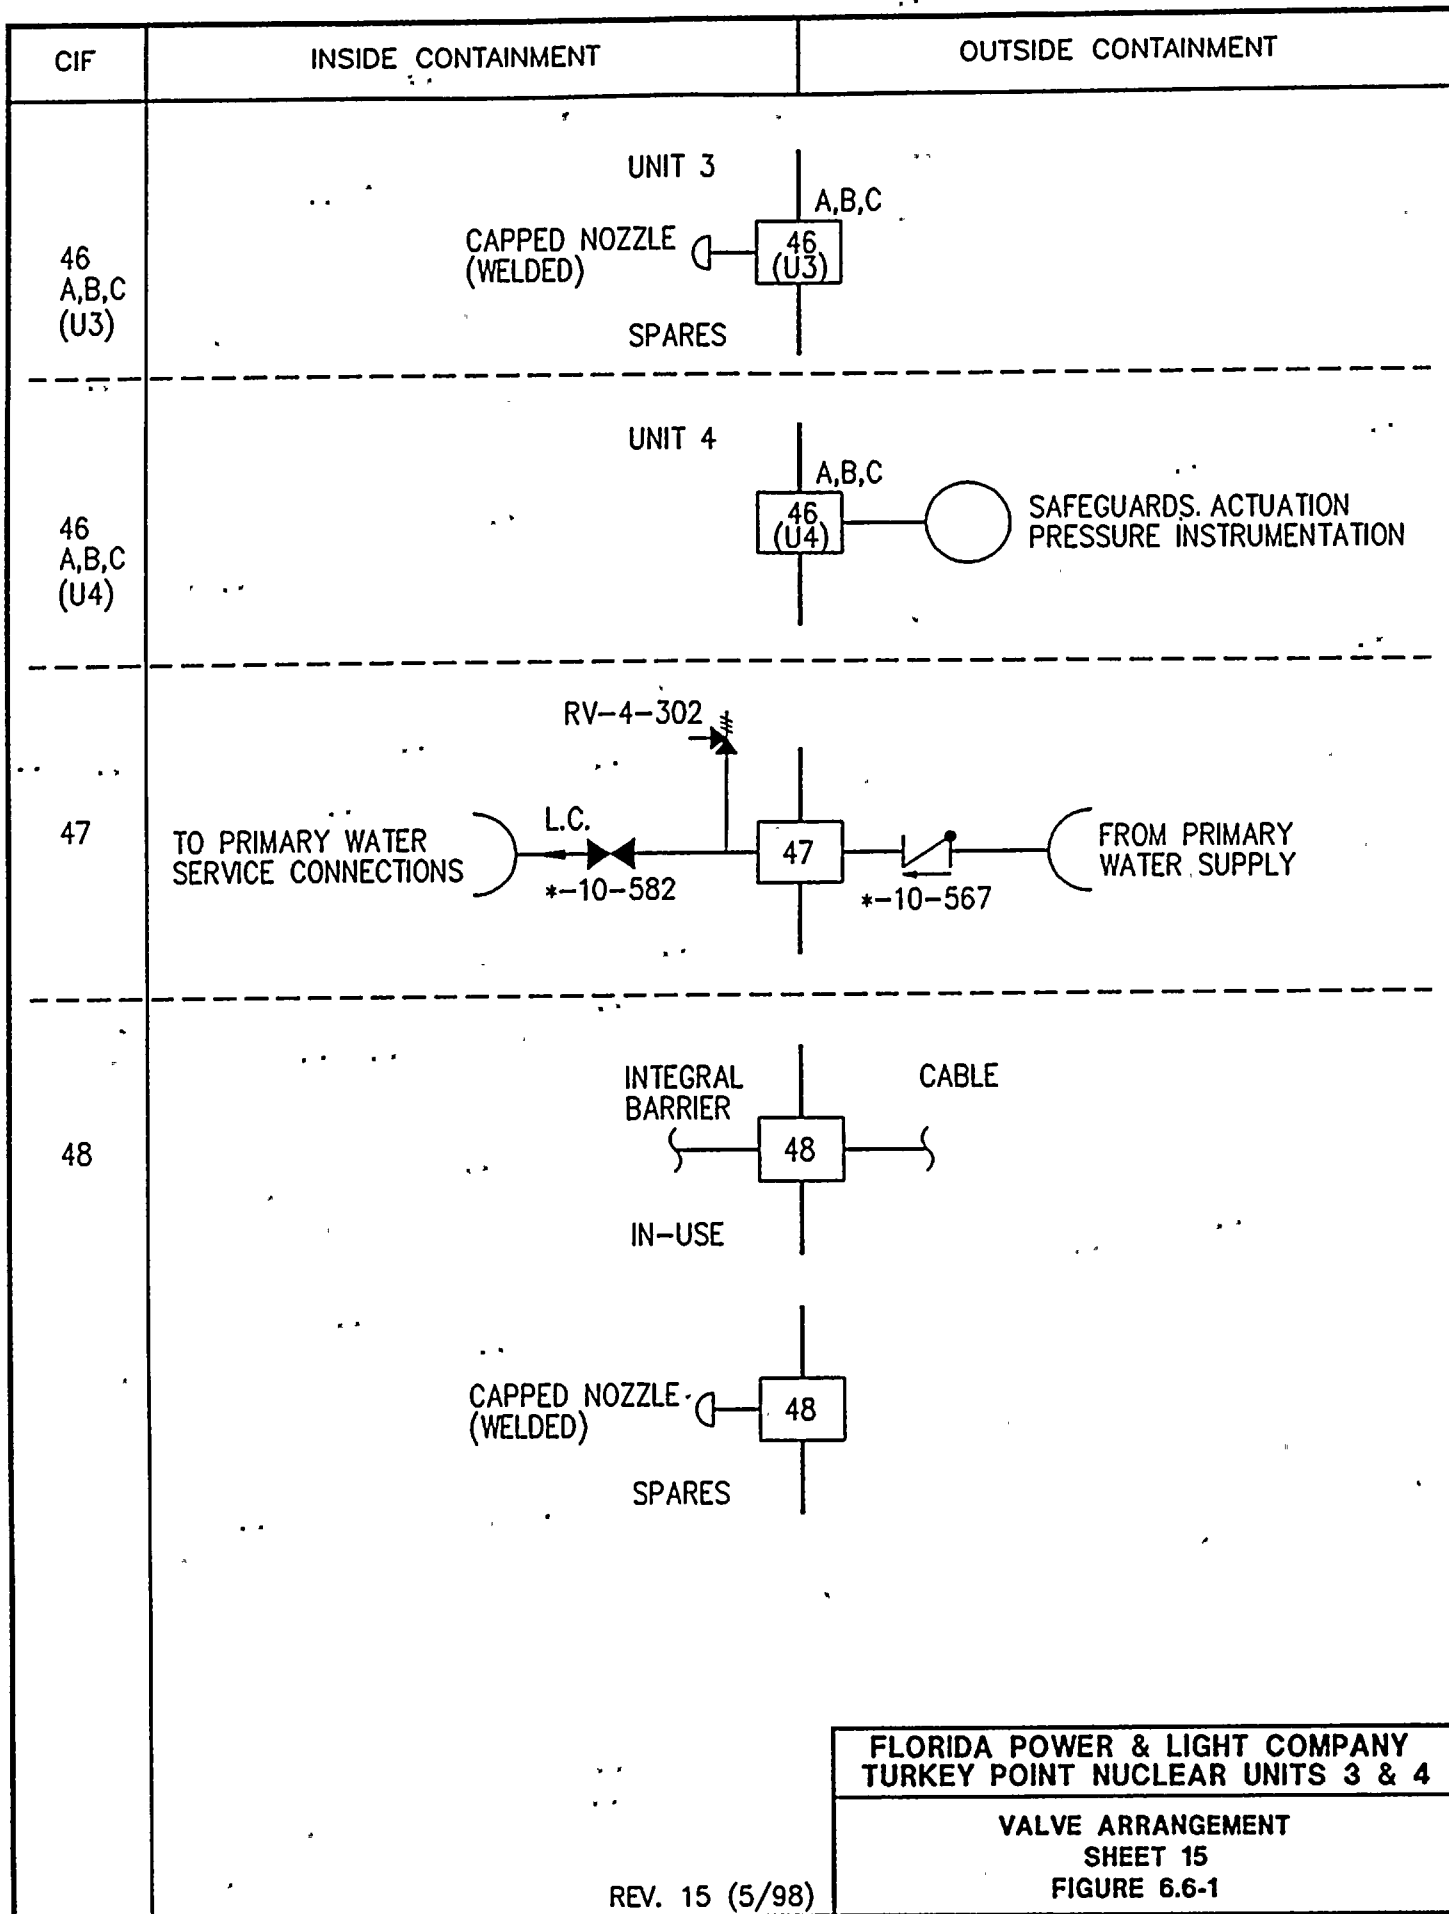 CIF
INSIDE CONTAINMENT
OUTSIDE CONTAINMENT
46
A,B,C
(U3)
UNIT 3
A,B,C
CAPPED NOZZLE
(WELDED)
46
(U3)
SPARES
46
A,B,C
(U4)
UNIT 4
A,B,C
46
(U4)
SAFEGUARDS ACTUATION
PRESSURE INSTRUMENTATION
47
RV-4-302
L.C.
TO PRIMARY WATER
SERVICE CONNECTIONS
*-10-582
47
*-10-567
FROM PRIMARY
WATER SUPPLY
48
INTEGRAL
BARRIER
CABLE
48
IN-USE
CAPPED NOZZLE
(WELDED)
48
SPARES
FLORIDA POWER & LIGHT COMPANY
TURKEY POINT NUCLEAR UNITS 3 & 4
VALVE ARRANGEMENT
SHEET 15
FIGURE 6.6-1
REV. 15 (5/98)